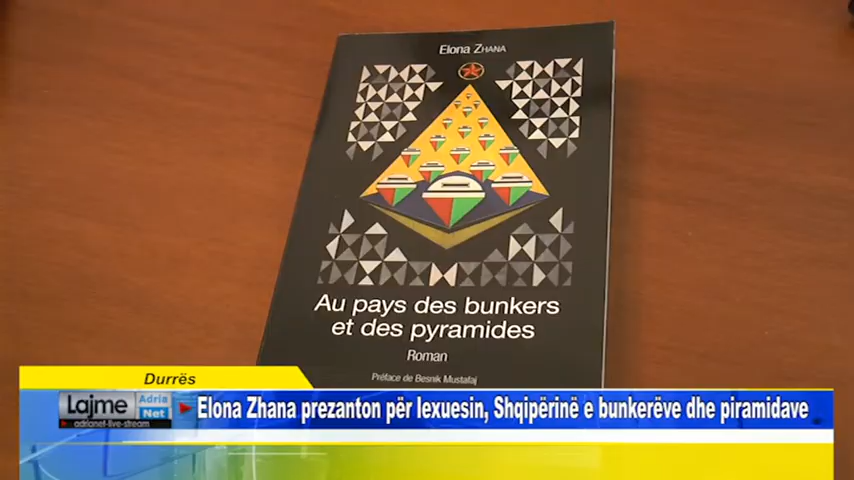 Elona Zhana
Au pays des bunkers
et des pyramides
Roman
Préface de Besnik Mustafaj
Durrës
Lajme
Adria
Net
adrianet-live-stream
Elona Zhana prezanton për lexuesin, Shqipërinë e bunkerëve dhe piramidave